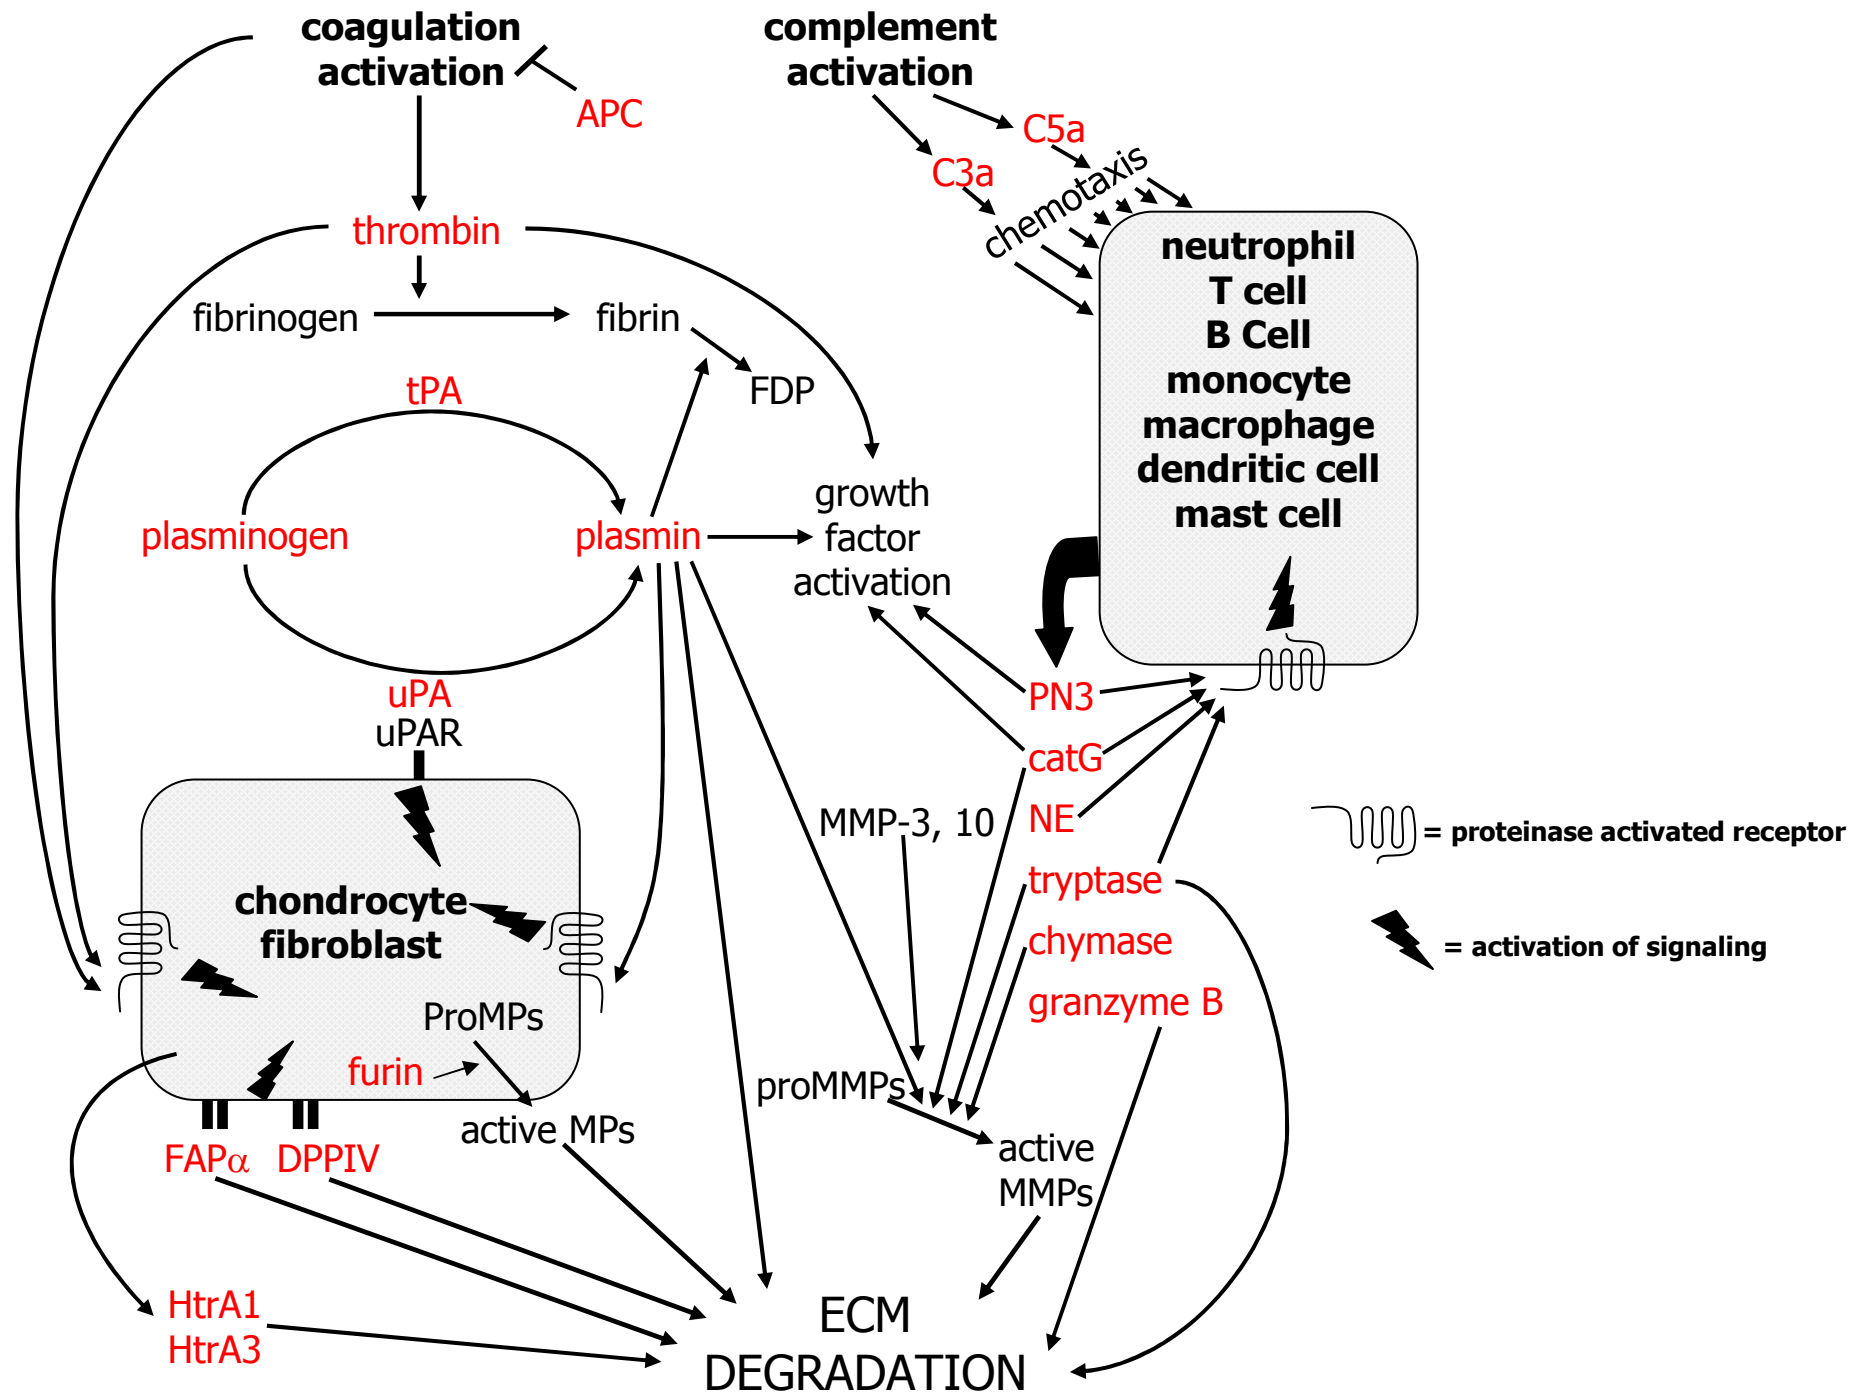 coagulation
activation
APC
complement
activation
C5a
C3a
chemotaxis
thrombin
fibrinogen
fibrin
FDP
tPA
plasminogen
plasmin
growth
factor
activation
uPA
uPAR
neutrophil
T cell
B Cell
monocyte
macrophage
dendritic cell
mast cell
PN3
catG
NE
tryptase
chymase
granzyme B
MMP-3, 10
= proteinase activated receptor
= activation of signaling
chondrocyte
fibroblast
ProMPs
furin
active MPs
proMMPs
active
MMPs
FAPα
DPPIV
HtrA1
HtrA3
ECM
DEGRADATION